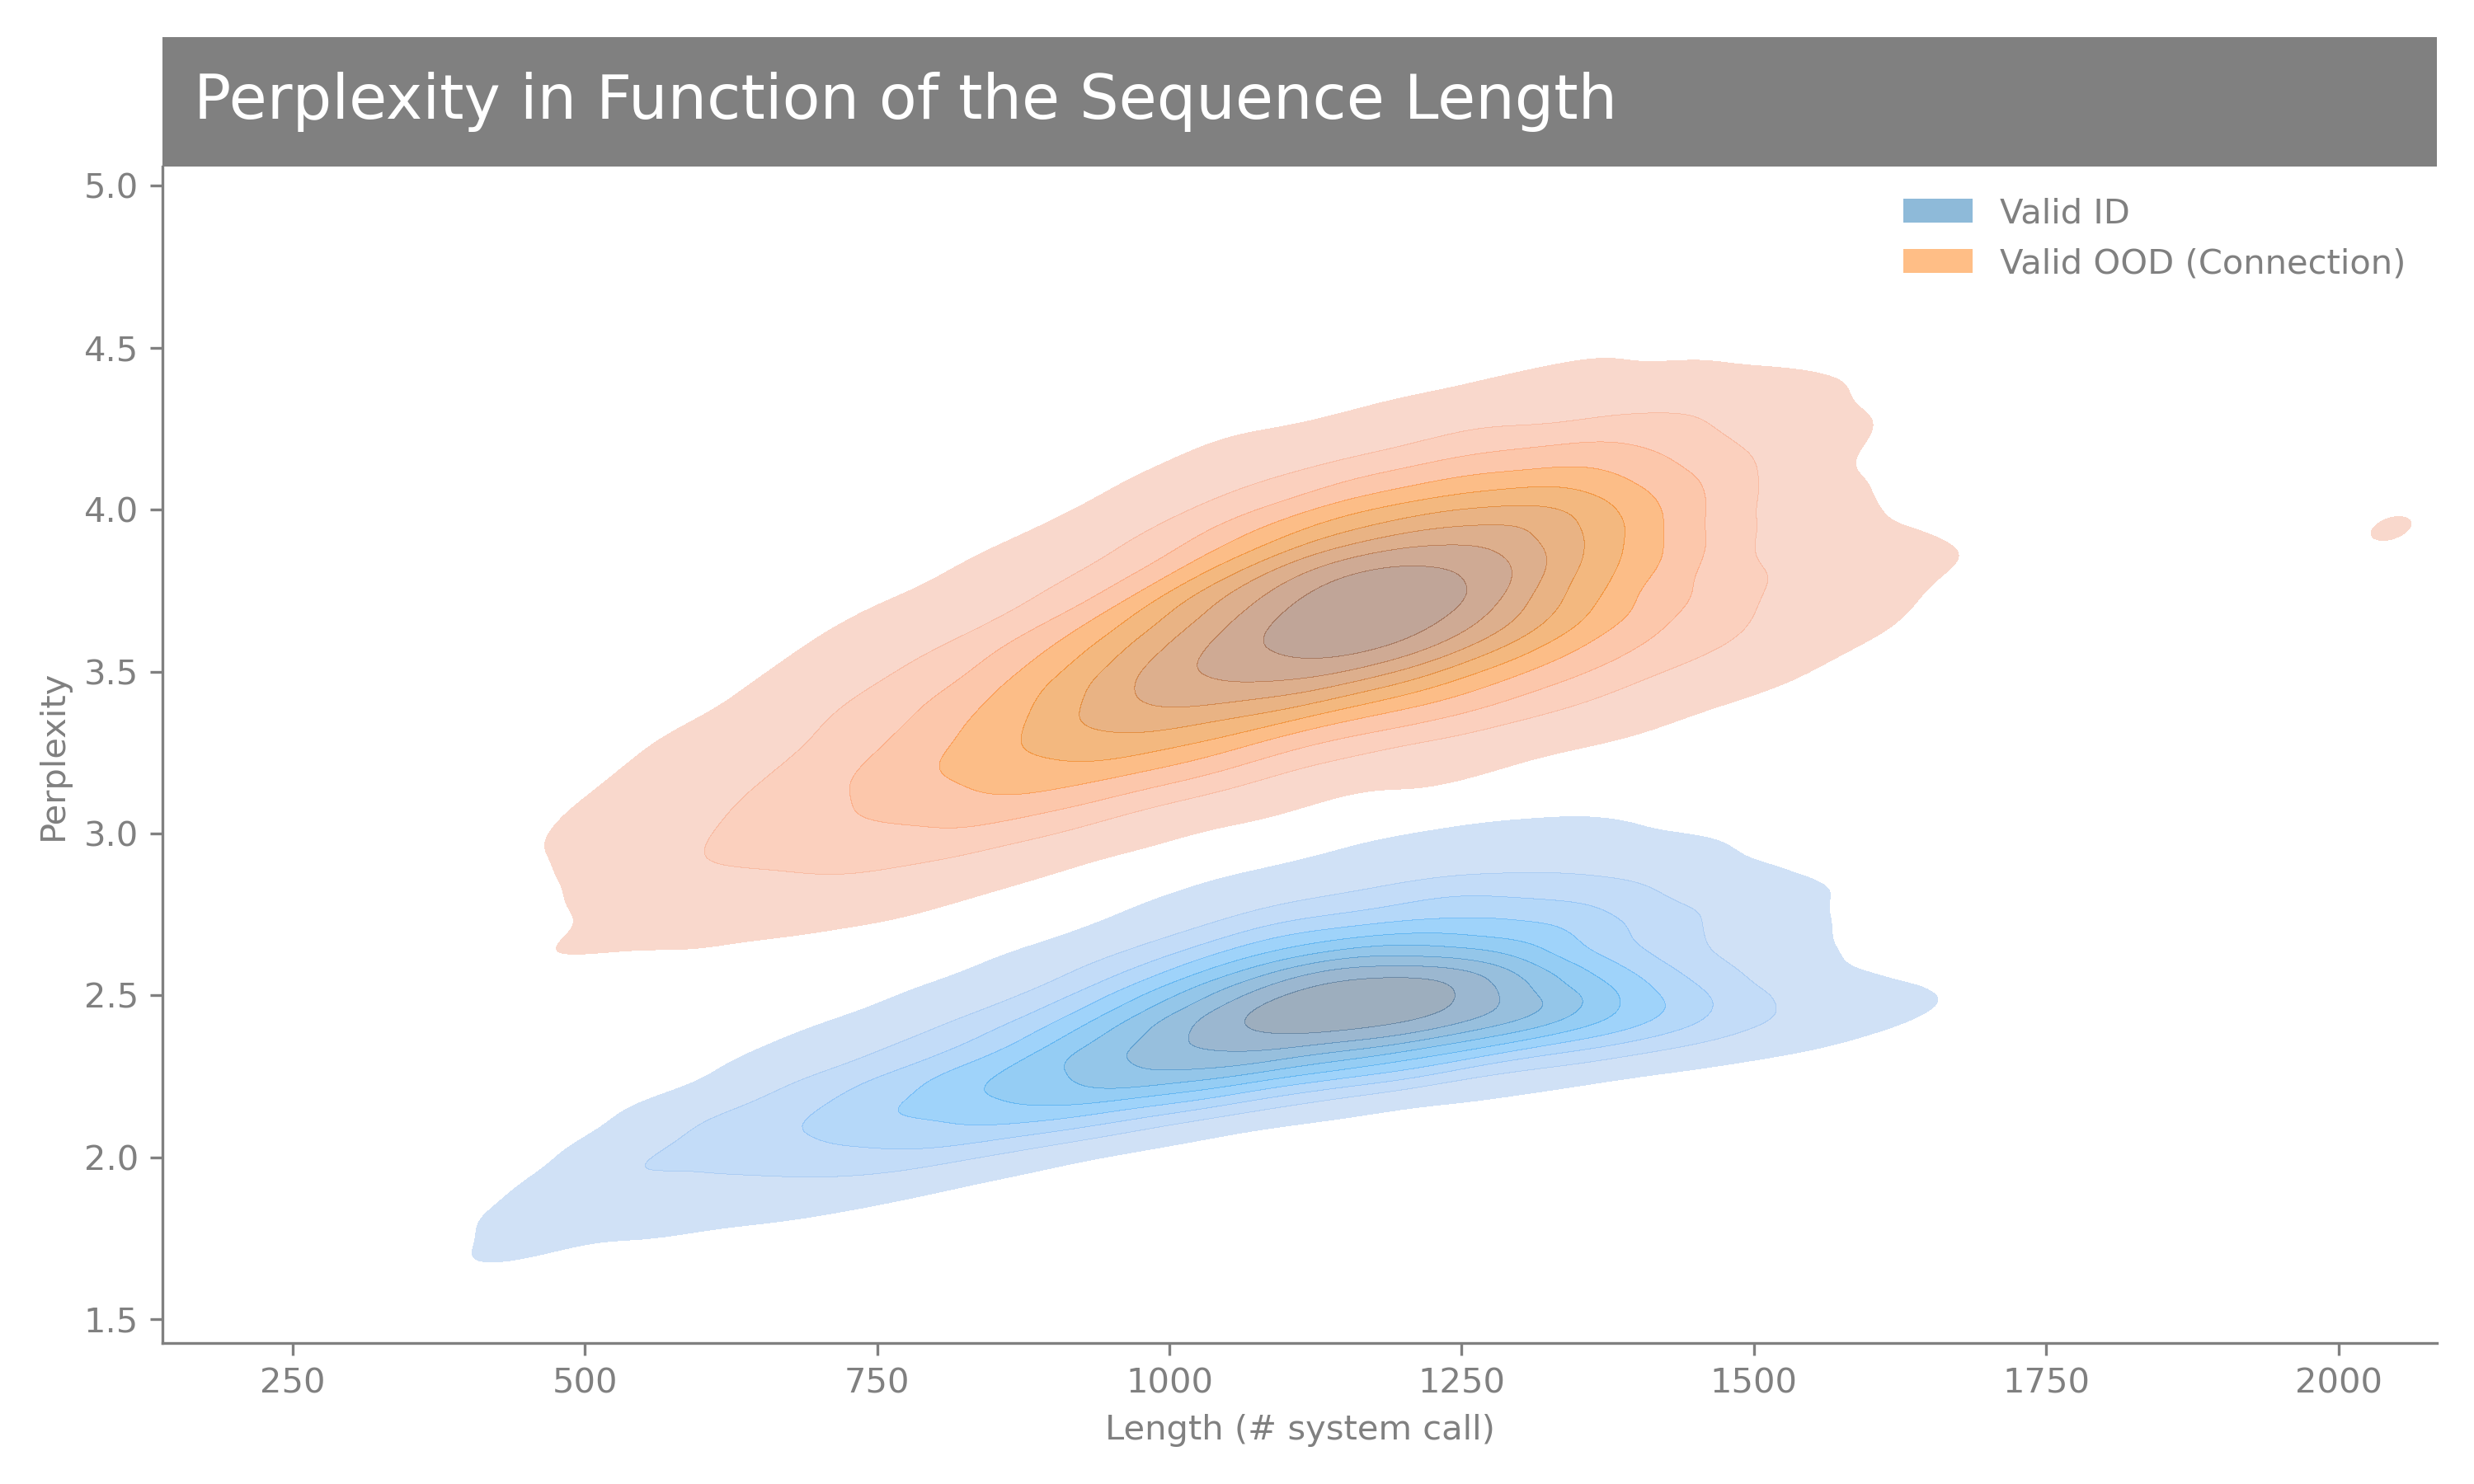 Perplexity in Function of the Sequence Length
Valid ID
Valid OOD (Connection)
Perplexity
5.0
4.5
4.0
3.5
3.0
2.5
2.0
1.5
250 500 750 1000 1250 1500 1750 2000
Length (# system call)